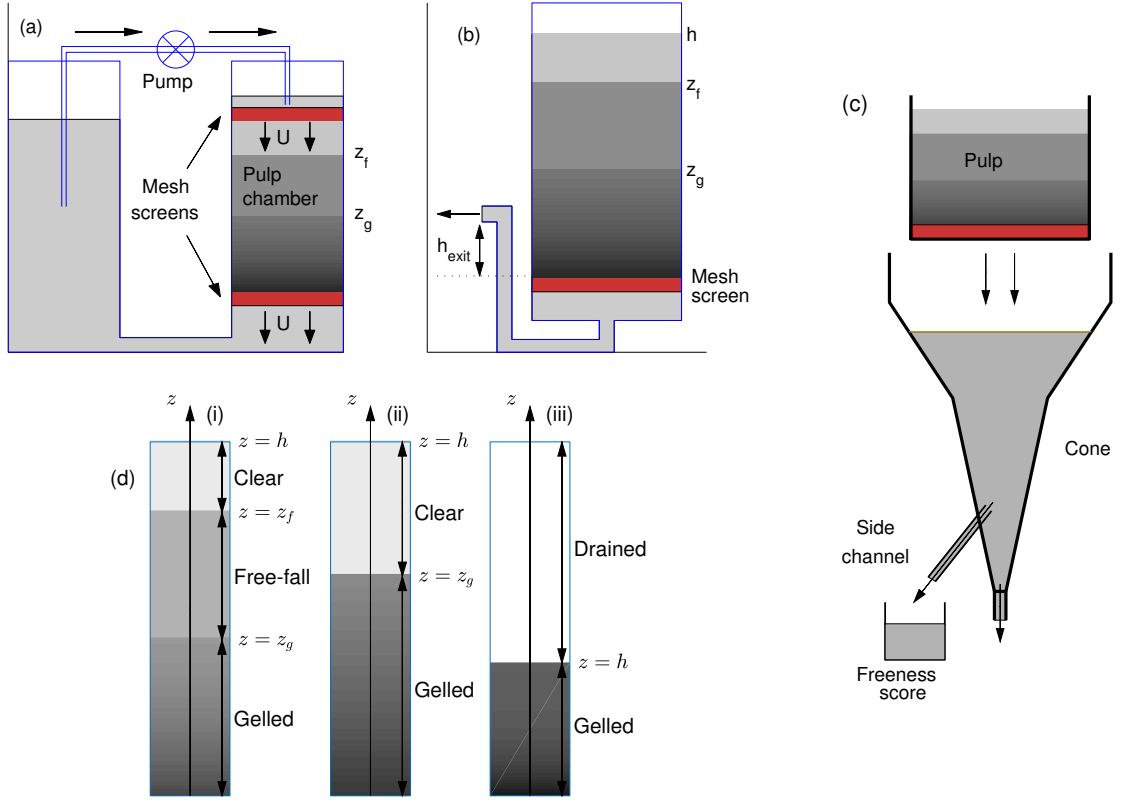 (a)
Pump
U
z_f
Pulp
chamber
z_g
Mesh
screens
U
(b)
h
z_f
z_g
h_exit
Mesh
screen
(c)
Pulp
Cone
Side
channel
Freeness
score
(d)
z
(i)
z = h
Clear
z = z_f
Free-fall
z = z_g
Gelled
z
(ii)
z = h
Clear
z = z_g
Gelled
z
(iii)
Drained
z = h
Gelled